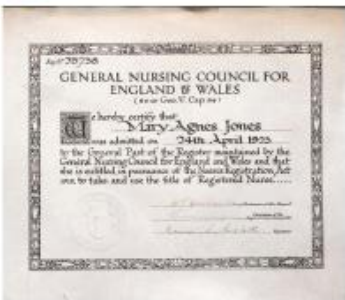 GENERAL NURSING COUNCIL FOR
ENGLAND & WALES
We hereby certify that
Mary Agnes Jones
was admitted on 24th April 1925
to the General Part of the Register maintained by the
General Nursing Council for England and Wales and that
she is entitled in pursuance of the Nurses Registration Act
1919 to take and use the title of Registered Nurse.....